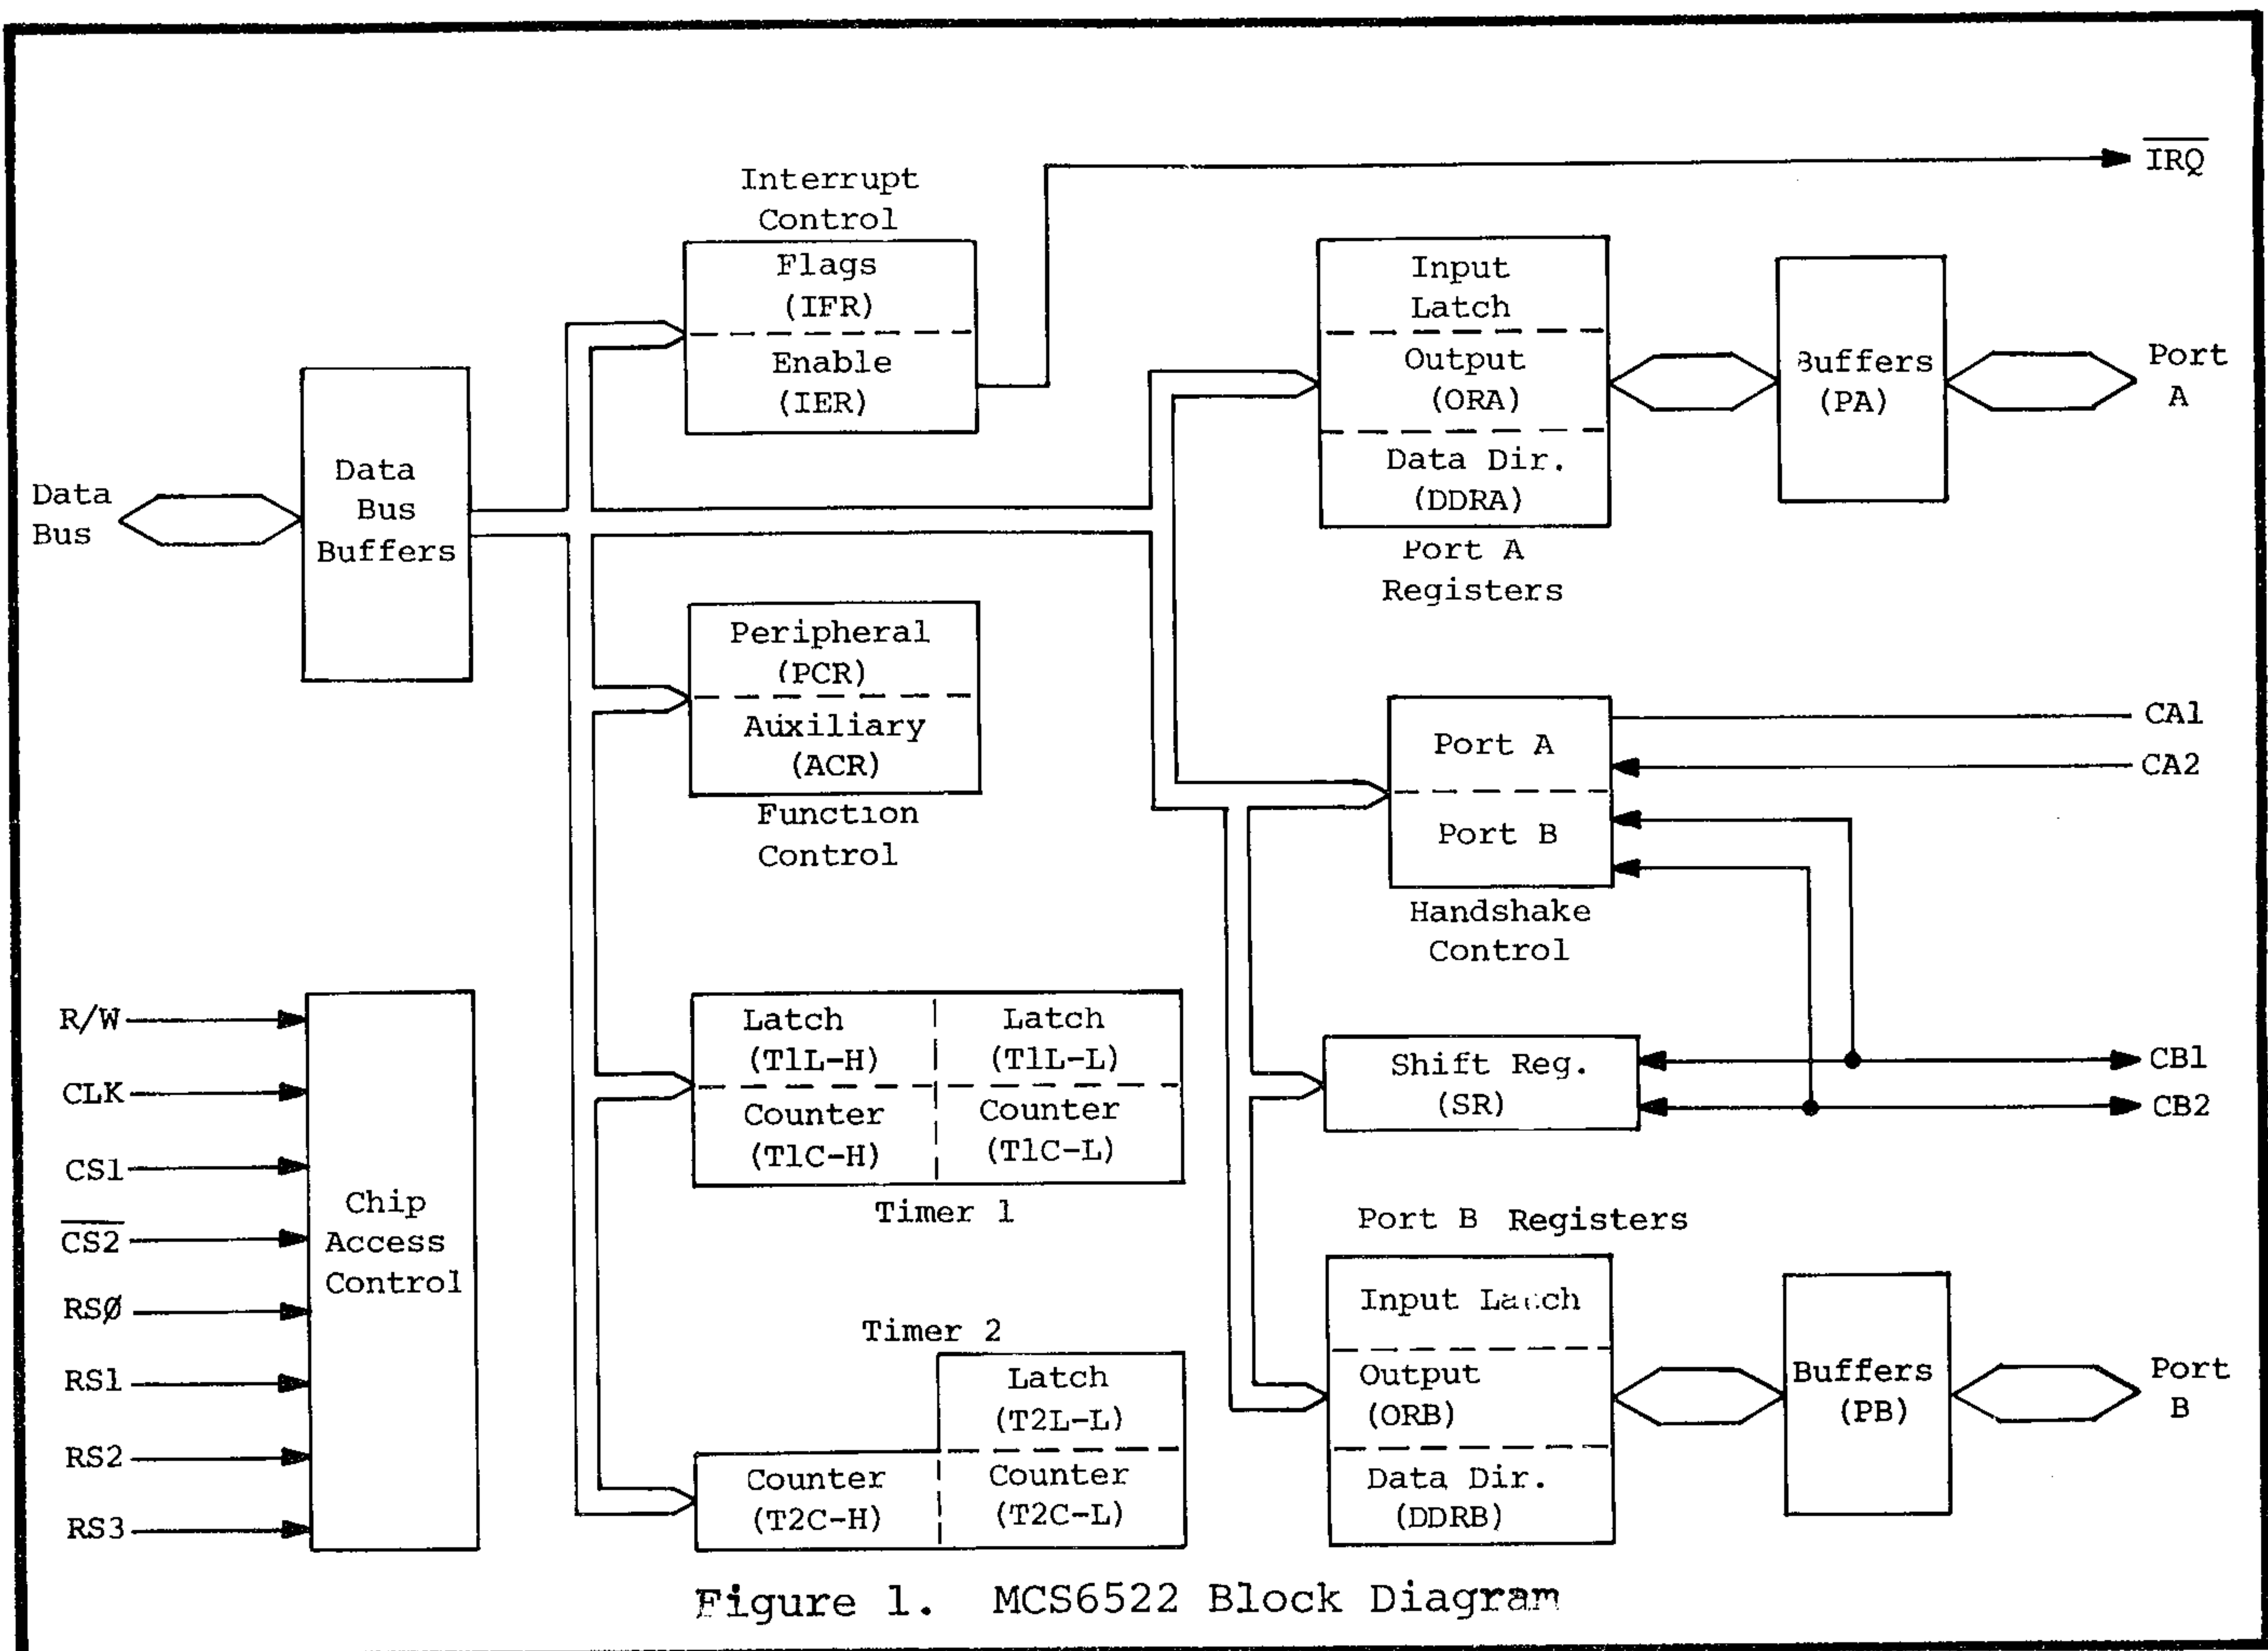 IRQ
Interrupt
Control
Flags
(IFR)
Enable
(IER)
Input
Latch
Output
(ORA)
Data Dir.
(DDRA)
Port A
Registers
Buffers
(PA)
Port
A
Data
Bus
Data
Bus
Buffers
Peripheral
(PCR)
Auxiliary
(ACR)
Function
Control
Port A
Port B
Handshake
Control
CA1
CA2
R/W
CLK
CS1
CS2
RSØ
RS1
RS2
RS3
Chip
Access
Control
Latch
(T1L-H)
Latch
(T1L-L)
Counter
(T1C-H)
Counter
(T1C-L)
Timer 1
Shift Reg.
(SR)
CB1
CB2
Timer 2
Latch
(T2L-L)
Counter
(T2C-H)
Counter
(T2C-L)
Port B Registers
Input Latch
Output
(ORB)
Data Dir.
(DDRB)
Buffers
(PB)
Port
B
Figure 1. MCS6522 Block Diagram